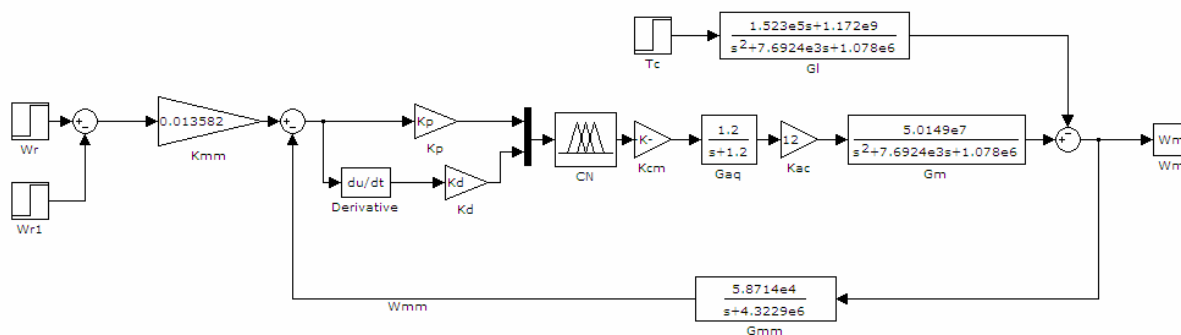 1.523e5s+1.172e9
s²+7.6924e3s+1.078e6
Tc
Gl
Wr
0.013582
Kmm
Kp
Kp
CN
K-
Kcm
1.2
s+1.2
Gaq
12
Kac
5.0149e7
s²+7.6924e3s+1.078e6
Gm
Wm
Wm
du/dt
Derivative
Kd
Kd
Wr1
5.8714e4
s+4.3229e6
Gmm
Wmm